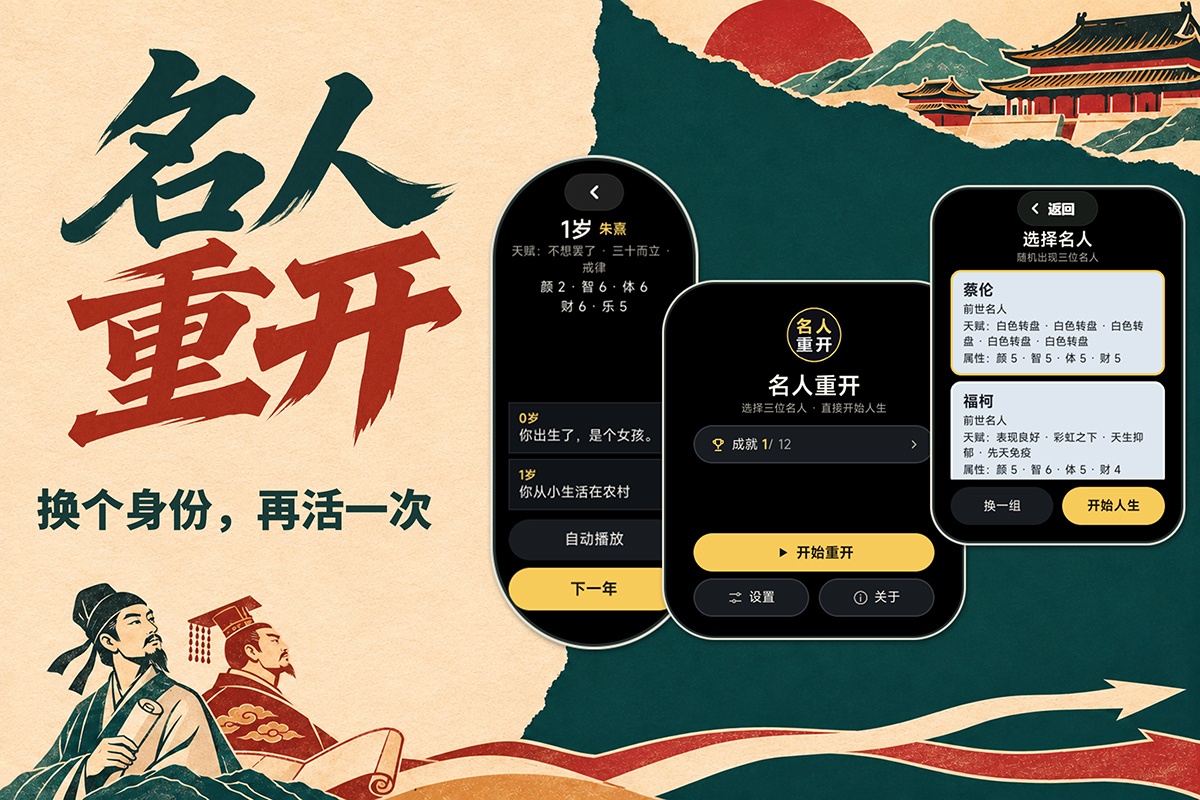 名人
重开
换个身份，再活一次
1岁 朱熹
天赋：不想罢了 · 三十而立 ·
戒律
颜 2 · 智 6 · 体 6
财 6 · 乐 5
0岁
你出生了，是个女孩。
1岁
你从小生活在农村
自动播放
下一年
名人
重开
名人重开
选择三位名人 · 直接开始人生
成就 1/ 12
开始重开
设置
关于
返回
选择名人
随机出现三位名人
蔡伦
前世名人
天赋：白色转盘 · 白色转盘 · 白色转
盘 · 白色转盘 · 白色转盘
属性：颜 5 · 智 5 · 体 5 · 财 5
福柯
前世名人
天赋：表现良好 · 彩虹之下 · 天生抑
郁 · 先天免疫
属性：颜 5 · 智 6 · 体 5 · 财 4
换一组
开始人生